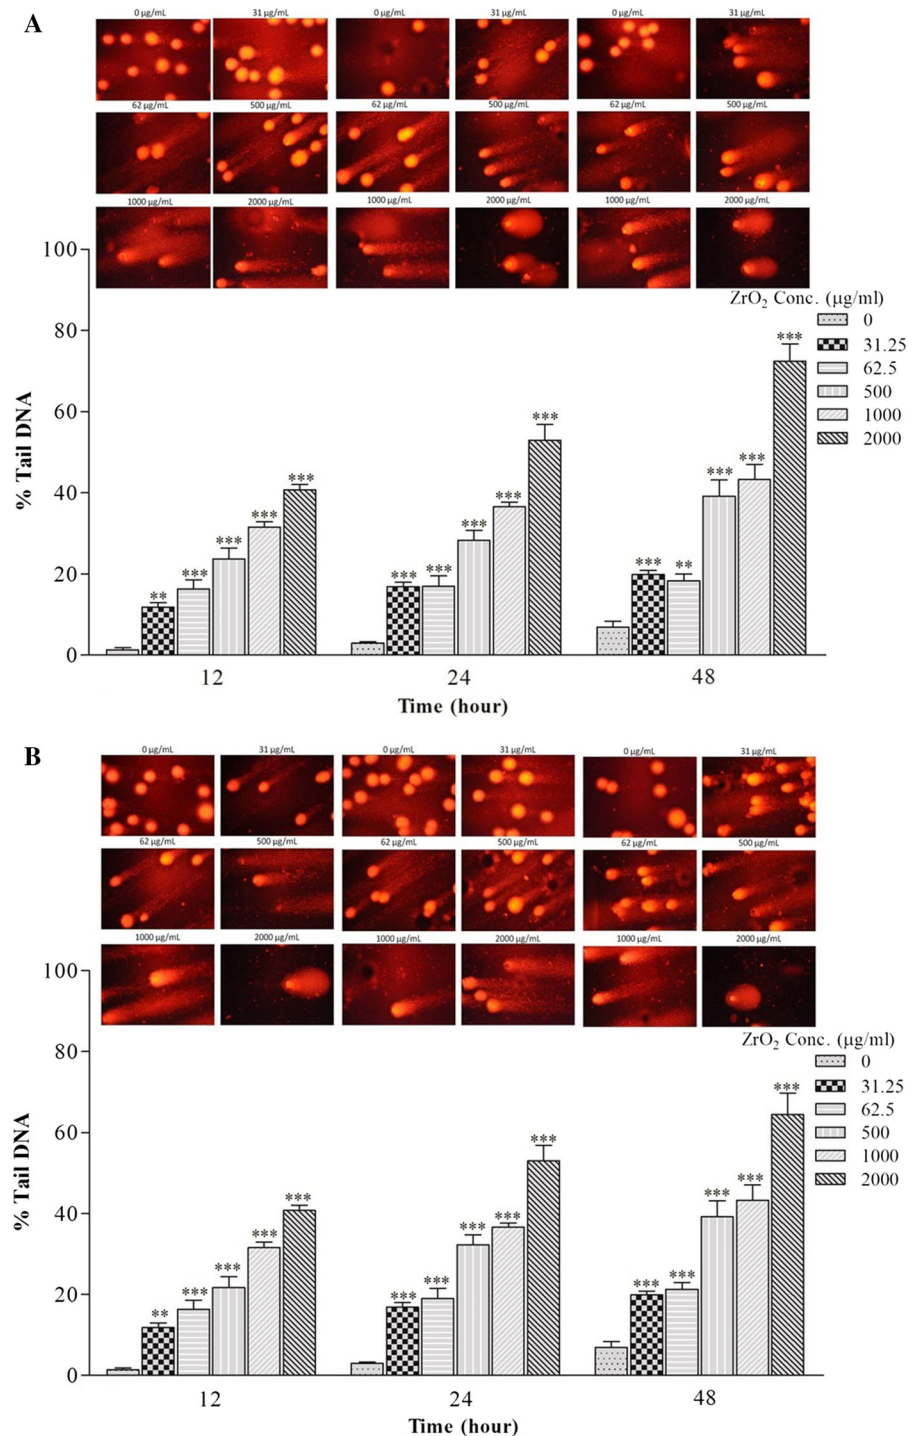 A
0 µg/mL 31 µg/mL 0 µg/mL 31 µg/mL 0 µg/mL 31 µg/mL
62 µg/mL 500 µg/mL 62 µg/mL 500 µg/mL 62 µg/mL 500 µg/mL
1000 µg/mL 2000 µg/mL 1000 µg/mL 2000 µg/mL 1000 µg/mL 2000 µg/mL
% Tail DNA
100
80
60
40
20
0
ZrO₂ Conc. (µg/ml)
0
31.25
62.5
500
1000
2000
** *** *** *** ***
*** *** *** *** ***
*** ** *** *** ***
12 24 48
Time (hour)
B
0 µg/mL 31 µg/mL 0 µg/mL 31 µg/mL 0 µg/mL 31 µg/mL
62 µg/mL 500 µg/mL 62 µg/mL 500 µg/mL 62 µg/mL 500 µg/mL
1000 µg/mL 2000 µg/mL 1000 µg/mL 2000 µg/mL 1000 µg/mL 2000 µg/mL
% Tail DNA
100
80
60
40
20
0
ZrO₂ Conc. (µg/ml)
0
31.25
62.5
500
1000
2000
** *** *** *** ***
*** *** *** *** ***
*** *** *** *** ***
12 24 48
Time (hour)